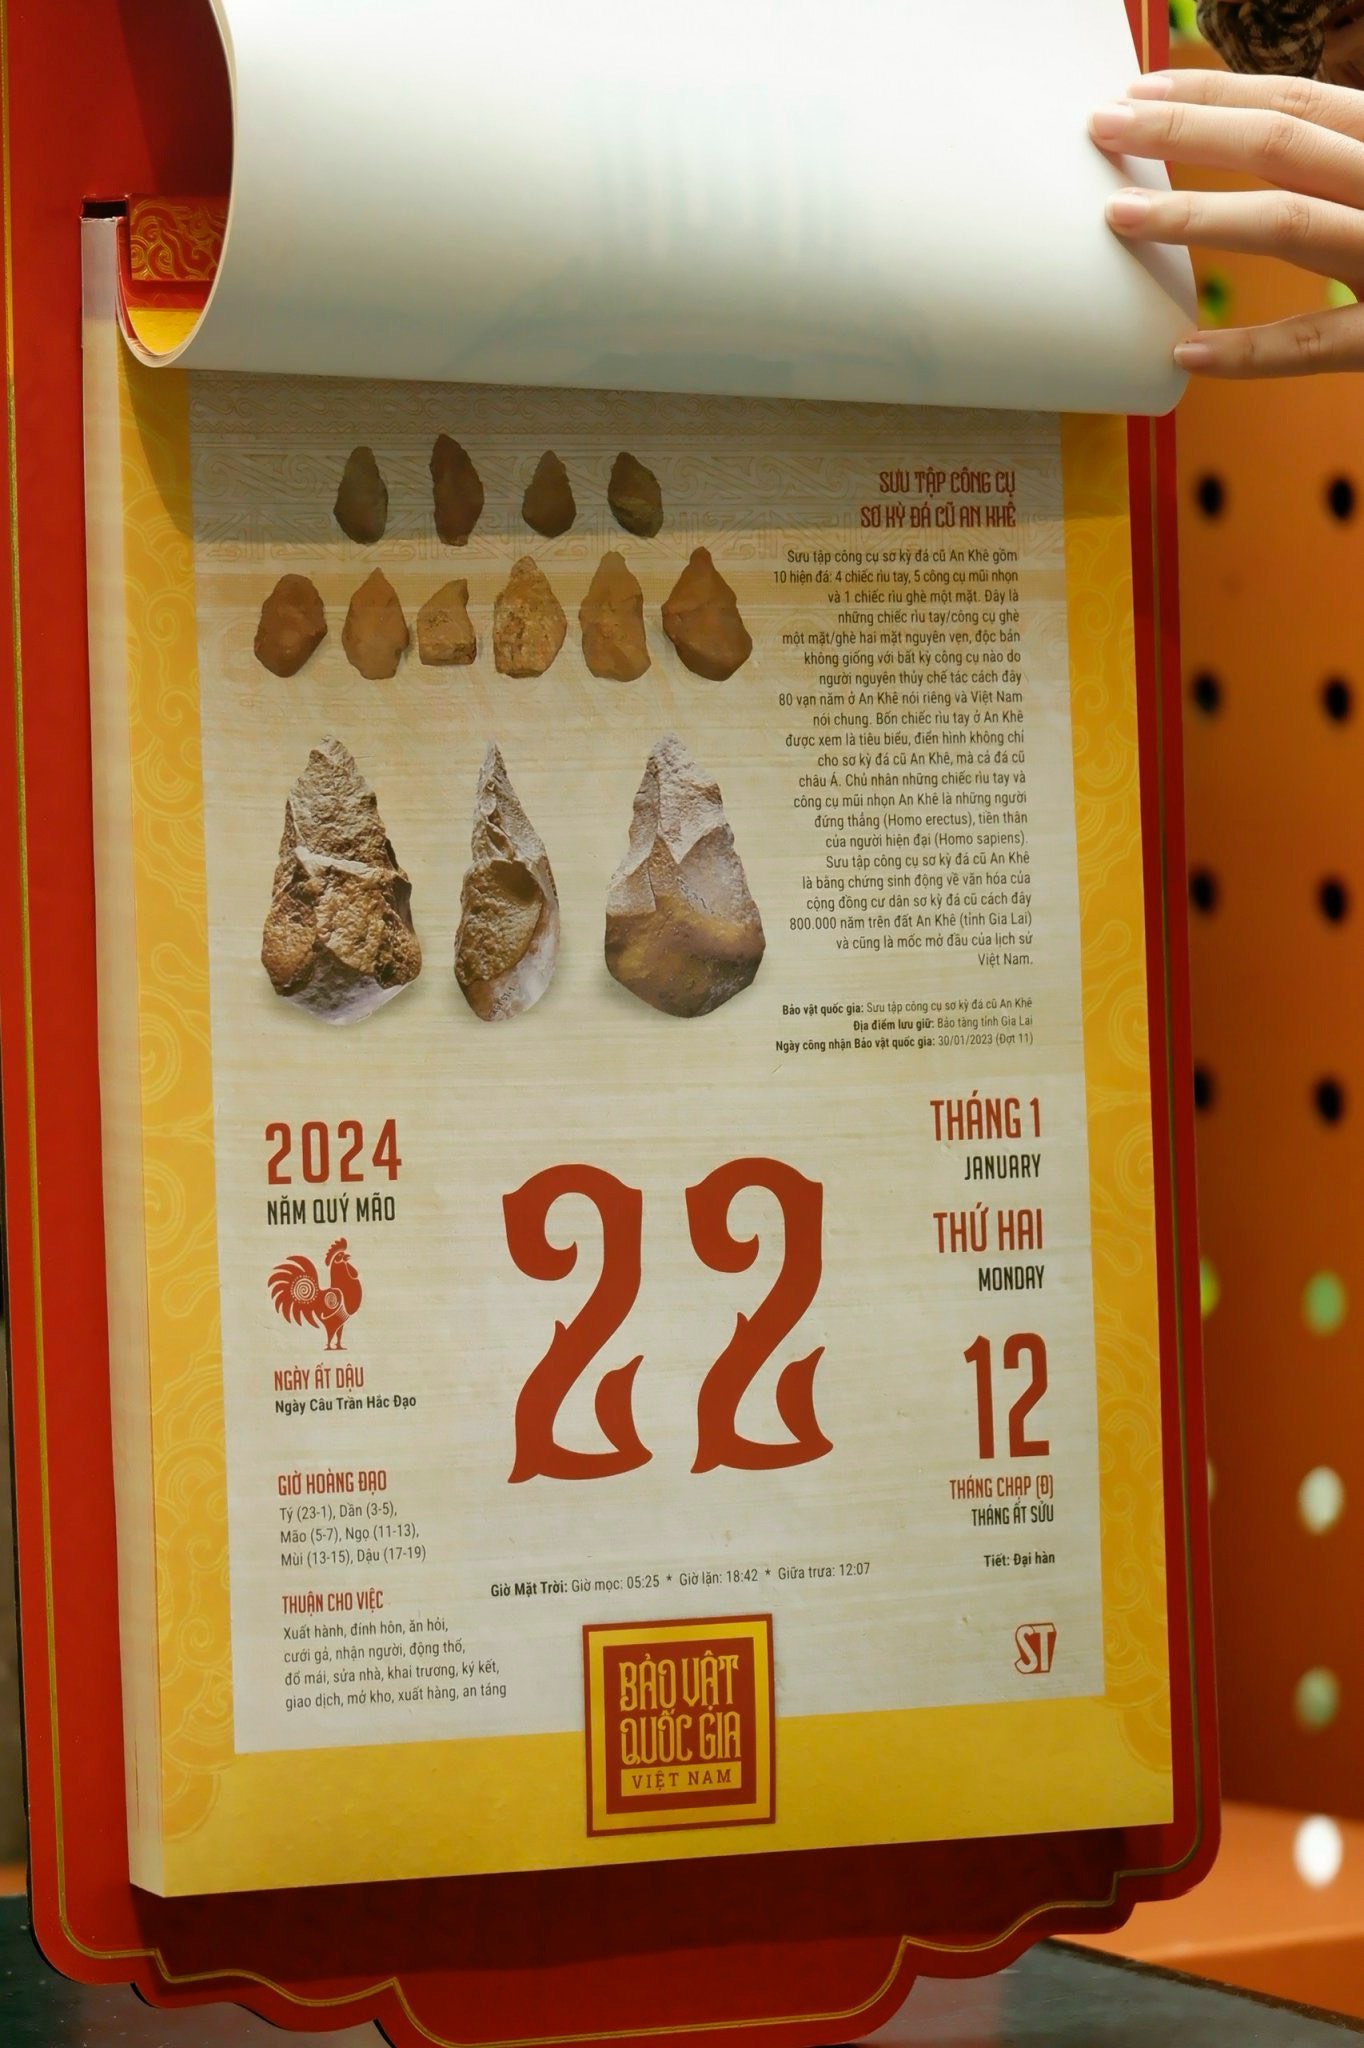 SƯU TẬP CÔNG CỤ
SƠ KỲ ĐÁ CŨ AN KHÊ
Sưu tập công cụ sơ kỳ đá cũ An Khê gồm
10 hiện đá: 4 chiếc rìu tay, 5 công cụ mũi nhọn
và 1 chiếc rìu ghè một mặt. Đây là
những chiếc rìu tay/công cụ ghè
một mặt/ghè hai mặt nguyên vẹn, độc bản
không giống với bất kỳ công cụ nào do
người nguyên thủy chế tác cách đây
80 vạn năm ở An Khê nói riêng và Việt Nam
nói chung. Bốn chiếc rìu tay ở An Khê
được xem là tiêu biểu, điển hình không chỉ
cho sơ kỳ đá cũ An Khê, mà cả đá cũ
châu Á. Chủ nhân những chiếc rìu tay và
công cụ mũi nhọn An Khê là những người
đứng thẳng (Homo erectus), tiền thân
của người hiện đại (Homo sapiens).
Sưu tập công cụ sơ kỳ đá cũ An Khê
là bằng chứng sinh động về văn hóa của
cộng đồng cư dân sơ kỳ đá cũ cách đây
800.000 năm trên đất An Khê (tỉnh Gia Lai)
và cũng là mốc mở đầu của lịch sử
Việt Nam.
Bảo vật quốc gia: Sưu tập công cụ sơ kỳ đá cũ An Khê
Địa điểm lưu giữ: Bảo tàng tỉnh Gia Lai
Ngày công nhận Bảo vật quốc gia: 30/01/2023 (Đợt 11)
2024
NĂM QUÝ MÃO
NGÀY ẤT DẬU
Ngày Câu Trần Hắc Đạo
GIỜ HOÀNG ĐẠO
Tý (23-1), Dần (3-5),
Mão (5-7), Ngọ (11-13),
Mùi (13-15), Dậu (17-19)
THUẬN CHO VIỆC
Xuất hành, đính hôn, ăn hỏi,
cưới gả, nhận người, động thổ,
đổ mái, sửa nhà, khai trương, ký kết,
giao dịch, mở kho, xuất hàng, an táng
22
THÁNG 1
JANUARY
THỨ HAI
MONDAY
12
THÁNG CHẠP (Đ)
THÁNG ẤT SỬU
Tiết: Đại hàn
Giờ Mặt Trời: Giờ mọc: 05:25 * Giờ lặn: 18:42 * Giữa trưa: 12:07
ST
BẢO VẬT
QUỐC GIA
VIỆT NAM